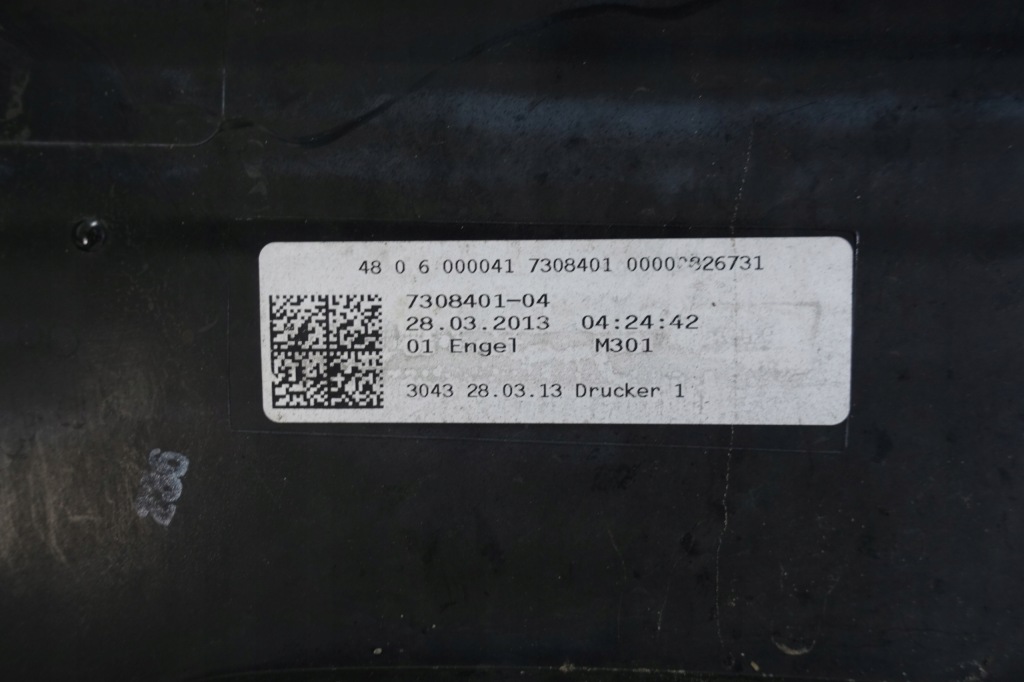 48 0 6 000041 7308401
7308401-04
28.03.2013 04:24:42
01 Engel M301
3043 28.03.13 Drucker 1